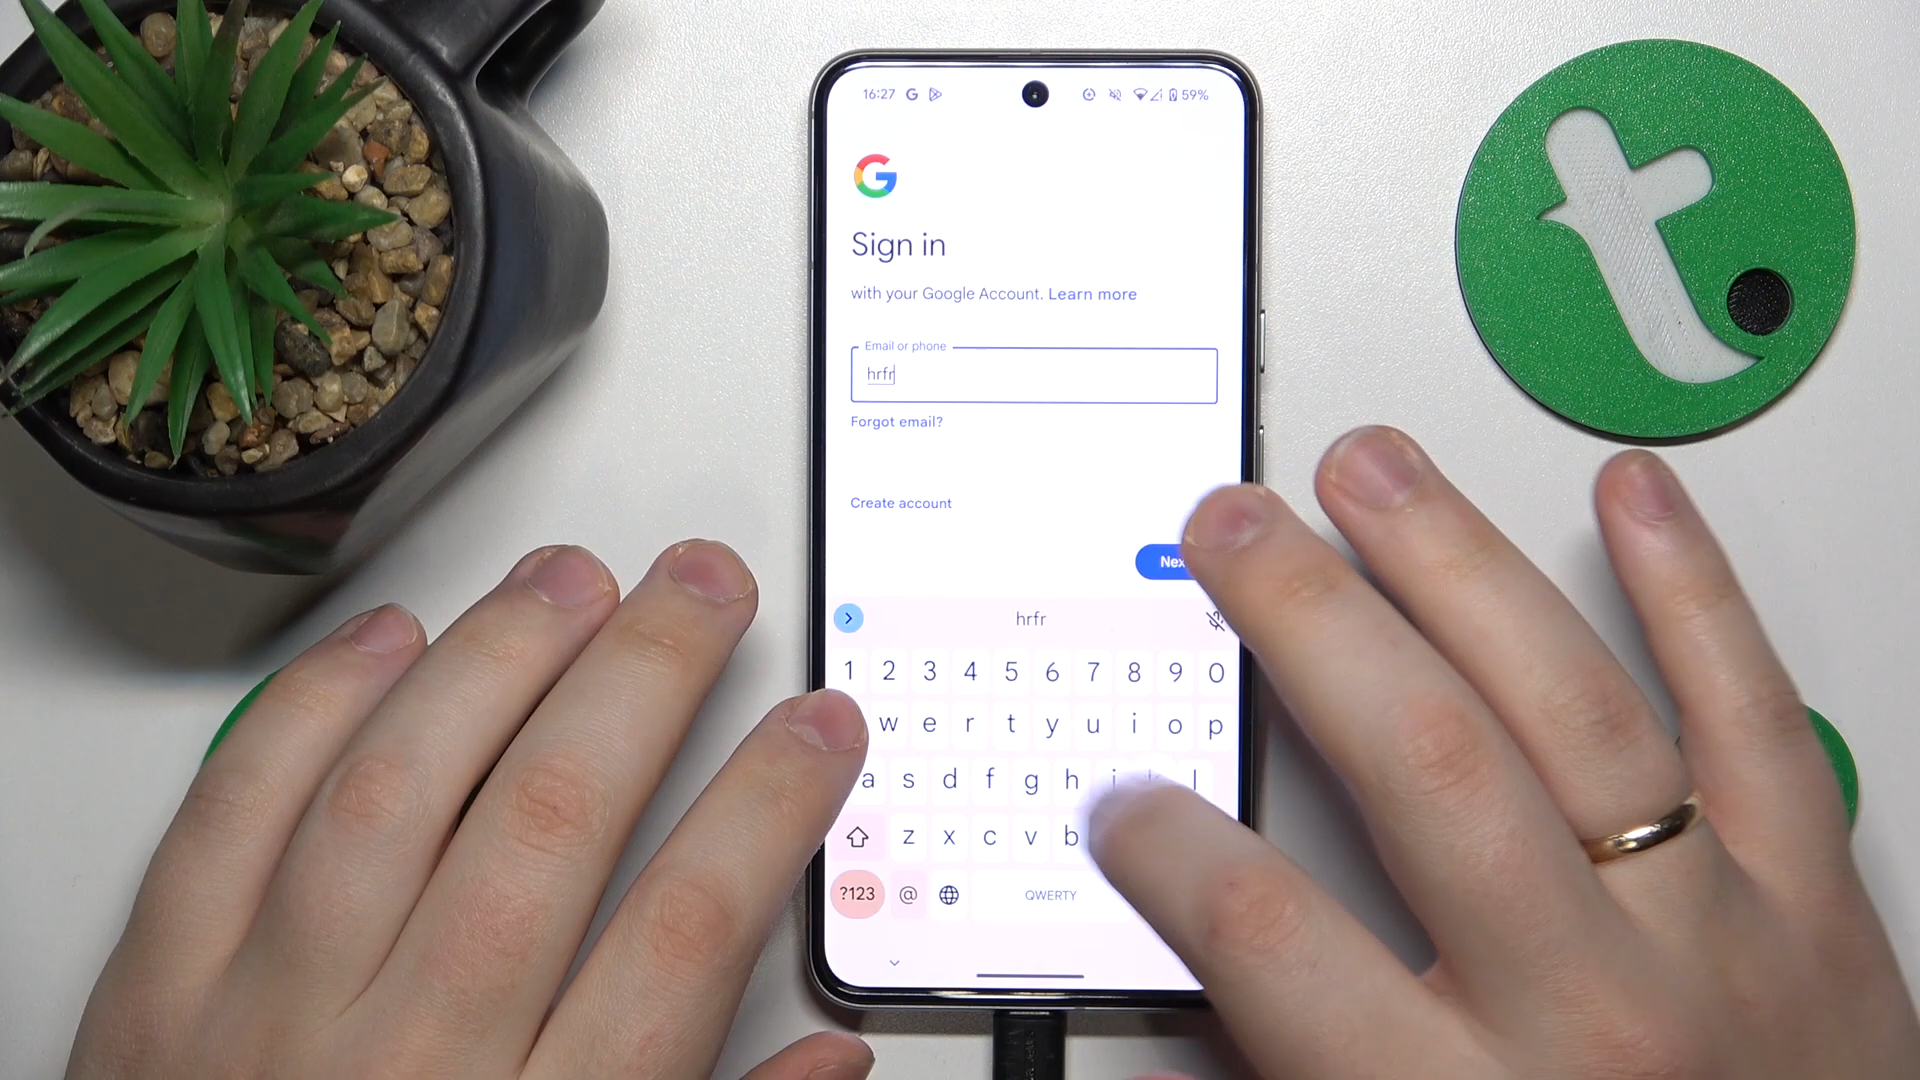 16:27 59%
Sign in
with your Google Account. Learn more
Email or phone
hrfr
Forgot email?
Create account
hrfr
1 2 3 4 5 6 7 8 9 0
w e r t y u i o p
a s d f g h j l
z x c v b
?123 @ QWERTY